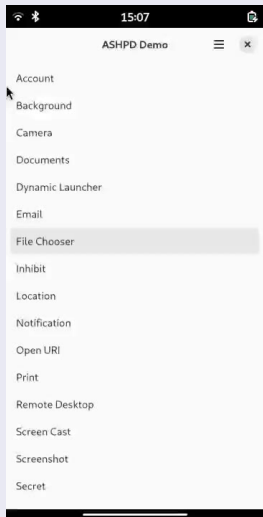 15:07
ASHPD Demo
Account
Background
Camera
Documents
Dynamic Launcher
Email
File Chooser
Inhibit
Location
Notification
Open URI
Print
Remote Desktop
Screen Cast
Screenshot
Secret